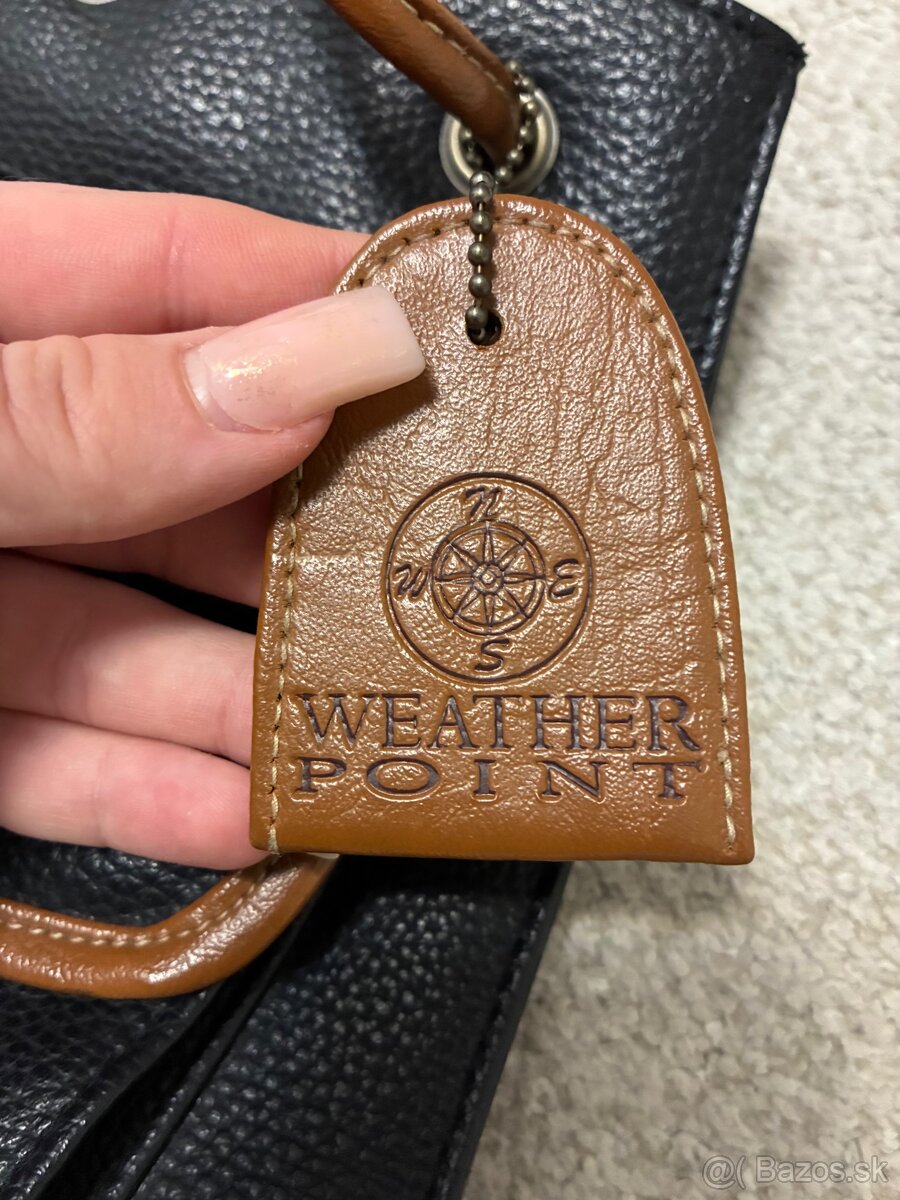 N
W E
S
WEATHER
POINT
@( Bazos.sk